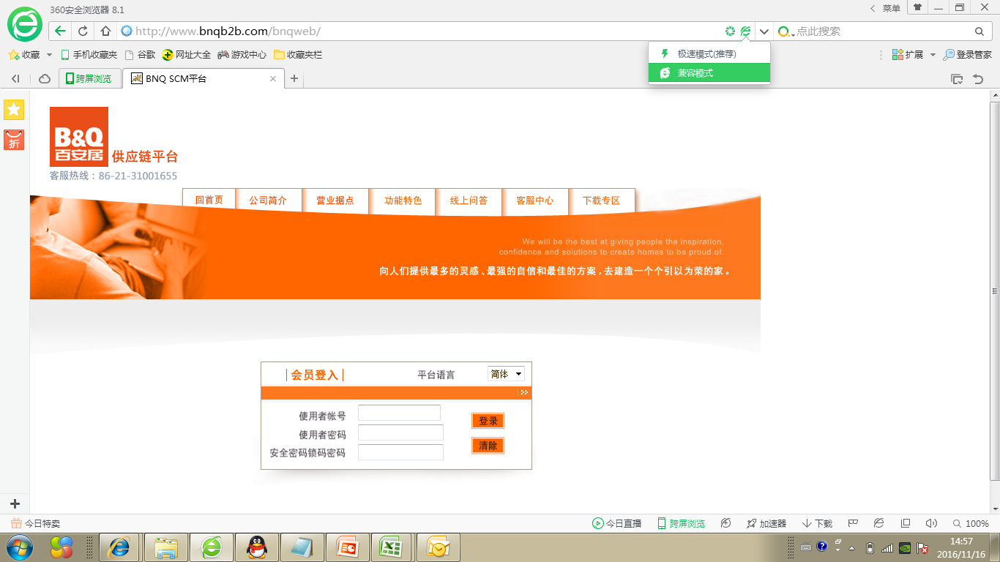 360安全浏览器 8.1
菜单
http://www.bnqb2b.com/bnqweb/
点此搜索
收藏
手机收藏夹
谷歌
网址大全
游戏中心
收藏夹栏
扩展
登录管家
极速模式(推荐)
兼容模式
跨屏浏览
BNQ SCM平台
折
B&Q
百安居
供应链平台
客服热线：86-21-31001655
回首页
公司简介
营业据点
功能特色
线上问答
客服中心
下载专区
We will be the best at giving people the inspiration,
confidence and solutions to create homes to be proud of.
向人们提供最多的灵感、最强的自信和最佳的方案，去建造一个个引以为荣的家。
会员登入
平台语言
简体
使用者帐号
使用者密码
安全密码锁码密码
登录
清除
今日特卖
今日直播
跨屏浏览
加速器
下载
100%
14:57
2016/11/16